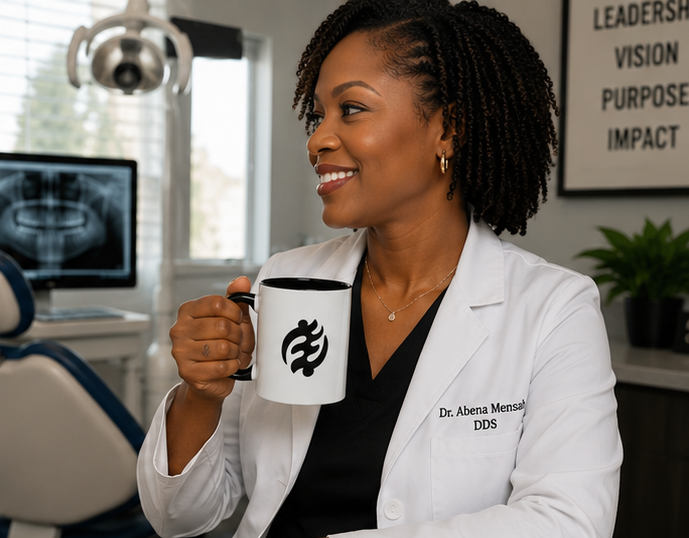 LEADERSH
VISION
PURPOSE
IMPACT
Dr. Abena Mensah
DDS